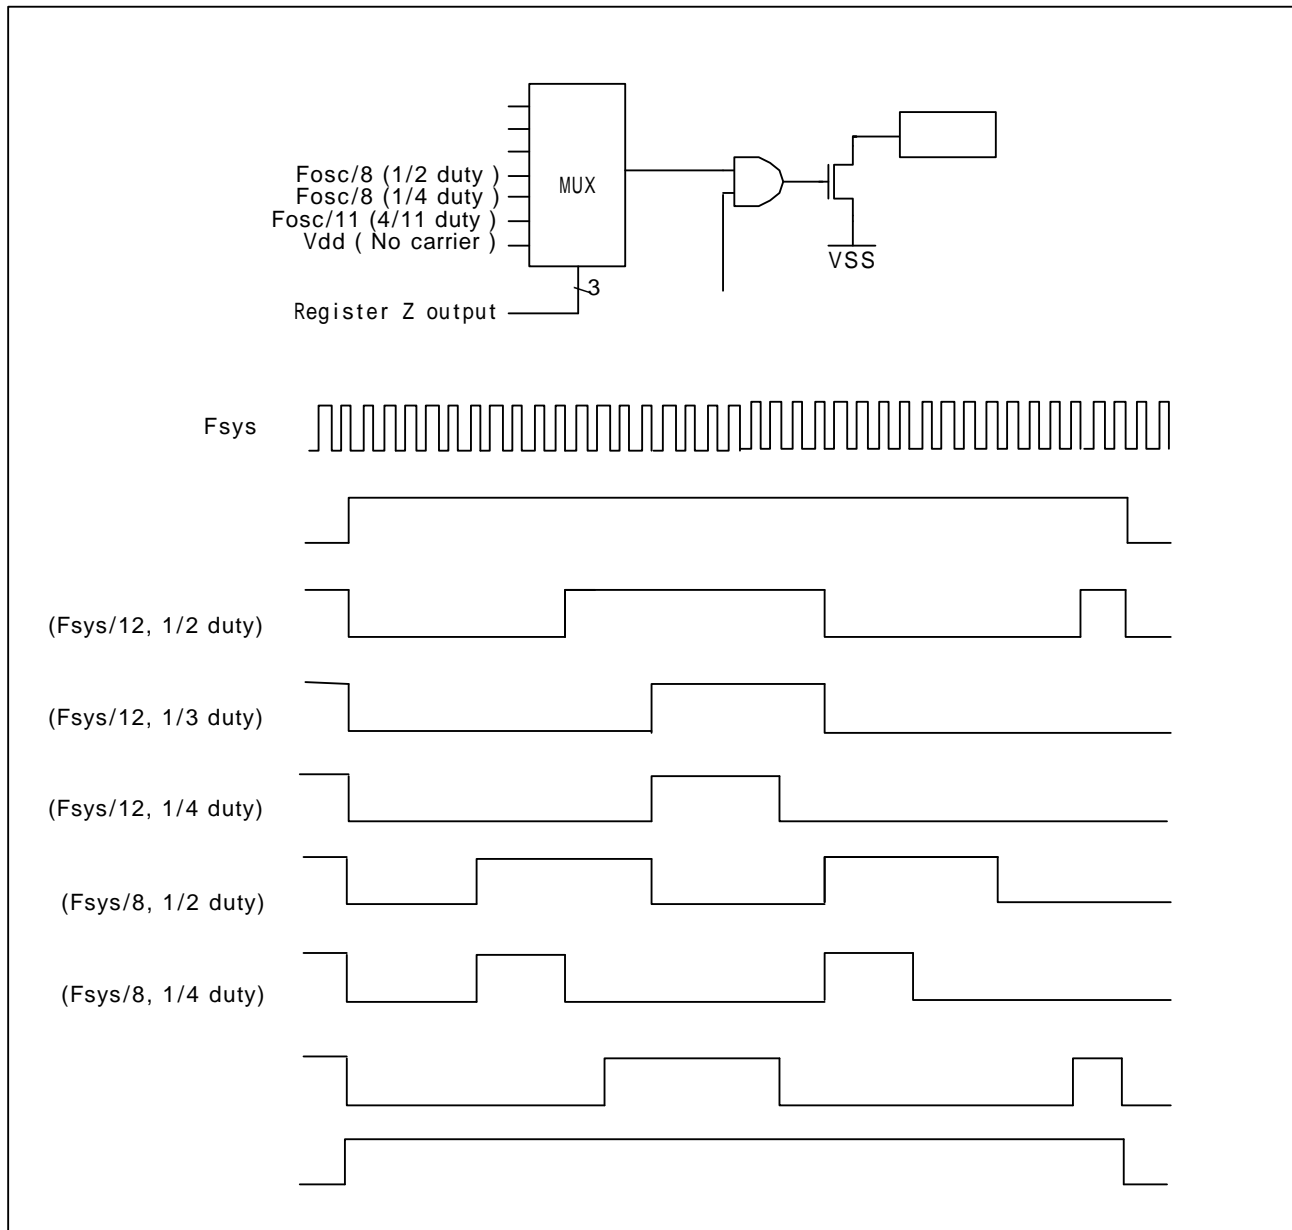 Fosc/8 (1/2 duty )
Fosc/8 (1/4 duty )
Fosc/11 (4/11 duty )
Vdd ( No carrier )
MUX
VSS
3
Register Z output
Fsys
(Fsys/12, 1/2 duty)
(Fsys/12, 1/3 duty)
(Fsys/12, 1/4 duty)
(Fsys/8, 1/2 duty)
(Fsys/8, 1/4 duty)